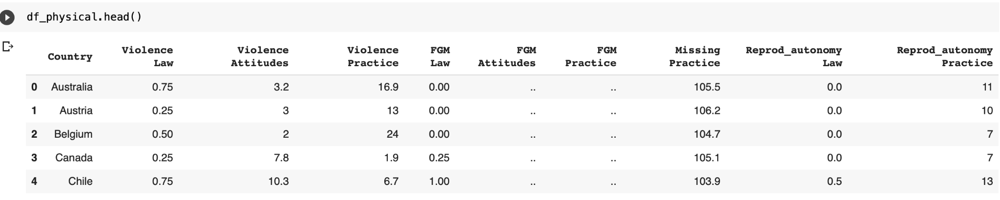 df_physical.head()
Country Violence Law Violence Attitudes Violence Practice FGM Law FGM Attitudes FGM Practice Missing Practice Reprod_autonomy Law Reprod_autonomy Practice
0 Australia 0.75 3.2 16.9 0.00 .. .. 105.5 0.0 11
1 Austria 0.25 3 13 0.00 .. .. 106.2 0.0 10
2 Belgium 0.50 2 24 0.00 .. .. 104.7 0.0 7
3 Canada 0.25 7.8 1.9 0.25 .. .. 105.1 0.0 7
4 Chile 0.75 10.3 6.7 1.00 .. .. 103.9 0.5 13